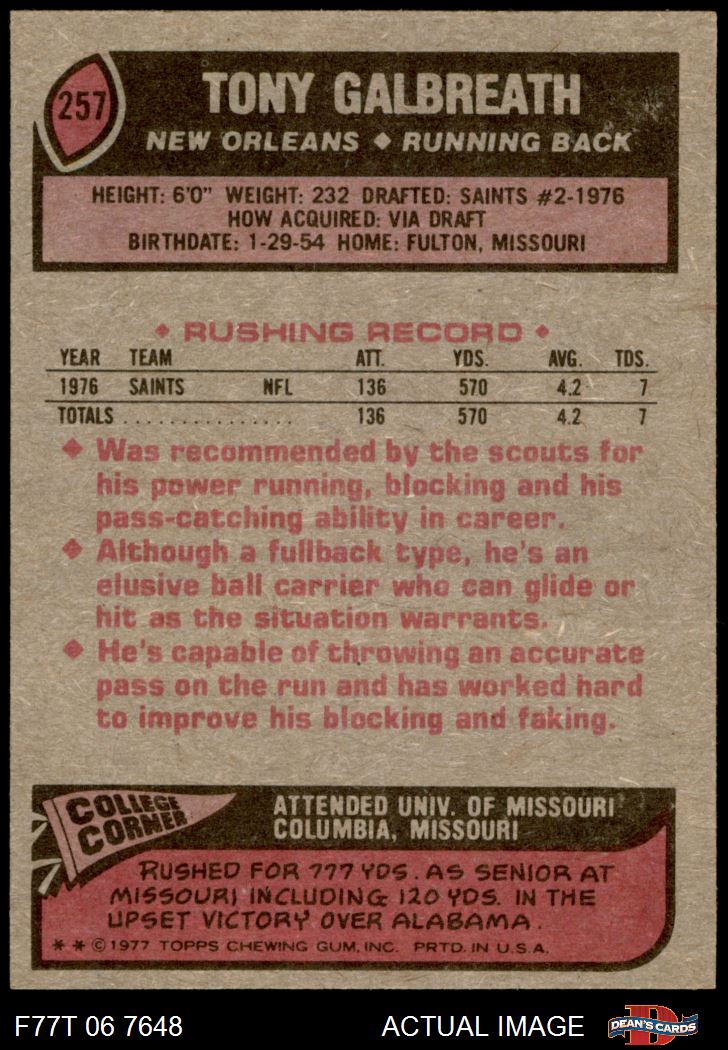 257
TONY GALBREATH
NEW ORLEANS ◆ RUNNING BACK
HEIGHT: 6'0" WEIGHT: 232 DRAFTED: SAINTS #2-1976
HOW ACQUIRED: VIA DRAFT
BIRTHDATE: 1-29-54 HOME: FULTON, MISSOURI
◆ RUSHING RECORD ◆
YEAR TEAM ATT. YDS. AVG. TDS.
1976 SAINTS NFL 136 570 4.2 7
TOTALS . . . . . . . . . . . . . . . 136 570 4.2 7
◆ Was recommended by the scouts for
his power running, blocking and his
pass-catching ability in career.
◆ Although a fullback type, he's an
elusive ball carrier who can glide or
hit as the situation warrants.
◆ He's capable of throwing an accurate
pass on the run and has worked hard
to improve his blocking and faking.
COLLEGE
CORNER
ATTENDED UNIV. OF MISSOURI
COLUMBIA, MISSOURI
RUSHED FOR 777 YDS. AS SENIOR AT
MISSOURI INCLUDING 120 YDS. IN THE
UPSET VICTORY OVER ALABAMA.
* * © 1977 TOPPS CHEWING GUM, INC. PRTD. IN U.S.A.
F77T 06 7648 ACTUAL IMAGE
D
DEAN'S CARDS